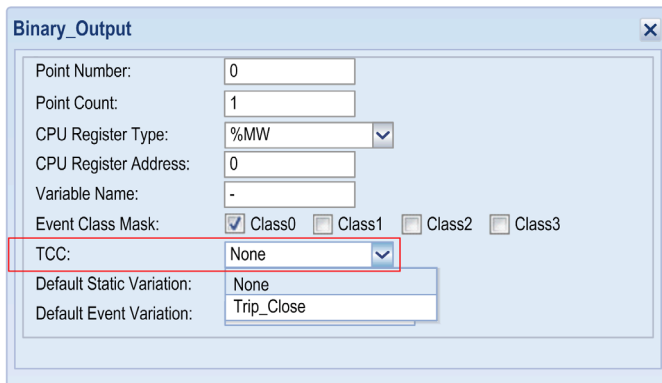 Binary_Output
Point Number: 0
Point Count: 1
CPU Register Type: %MW
CPU Register Address: 0
Variable Name: -
Event Class Mask: Class0 Class1 Class2 Class3
TCC: None
Default Static Variation: None
Default Event Variation: Trip_Close